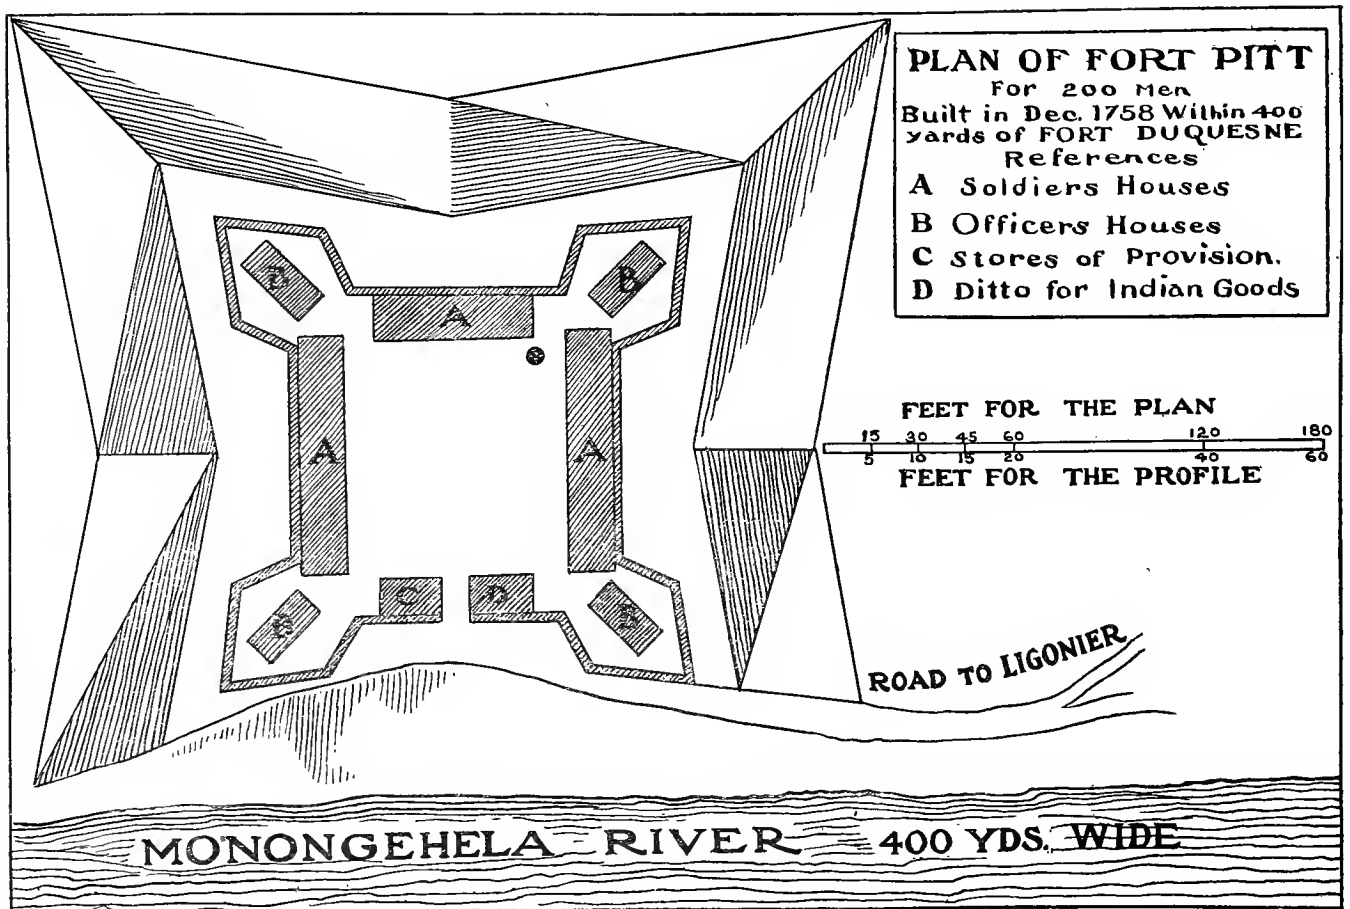 PLAN OF FORT PITT
For 200 Men
Built in Dec. 1758 Within 400
yards of FORT DUQUESNE
References
A Soldiers Houses
B Officers Houses
C Stores of Provision.
D Ditto for Indian Goods
B
A
A
A
C
D
FEET FOR THE PLAN
15 30 45 60 120 180
5 10 15 20 40 60
FEET FOR THE PROFILE
ROAD TO LIGONIER
MONONGEHELA RIVER 400 YDS. WIDE